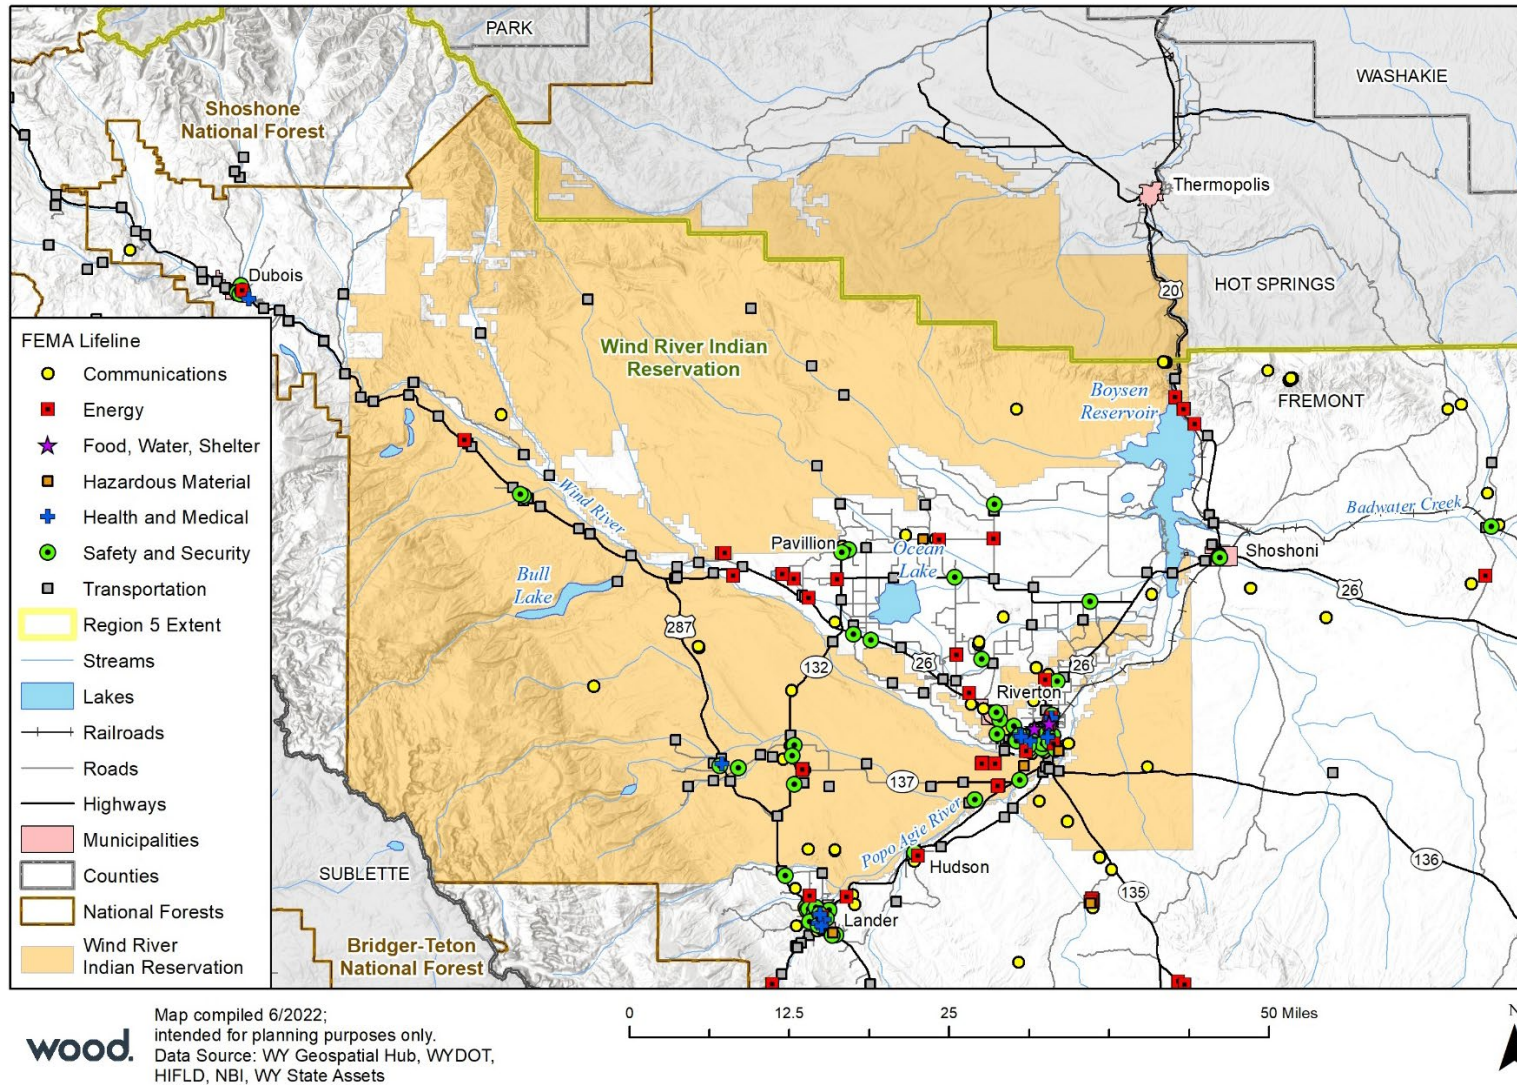 PARK
WASHAKIE
Shoshone
National Forest
Thermopolis
Dubois
20
HOT SPRINGS
Wind River Indian
Reservation
Boysen
Reservoir
FREMONT
Wind River
Badwater Creek
Pavillion
Ocean
Lake
Shoshoni
Bull
Lake
26
287
132
26
26
Riverton
137
Popo Agie River
Hudson
136
135
SUBLETTE
Lander
Bridger-Teton
National Forest
FEMA Lifeline
Communications
Energy
Food, Water, Shelter
Hazardous Material
Health and Medical
Safety and Security
Transportation
Region 5 Extent
Streams
Lakes
Railroads
Roads
Highways
Municipalities
Counties
National Forests
Wind River
Indian Reservation
wood.
Map compiled 6/2022;
intended for planning purposes only.
Data Source: WY Geospatial Hub, WYDOT,
HIFLD, NBI, WY State Assets
0 12.5 25 50 Miles
N